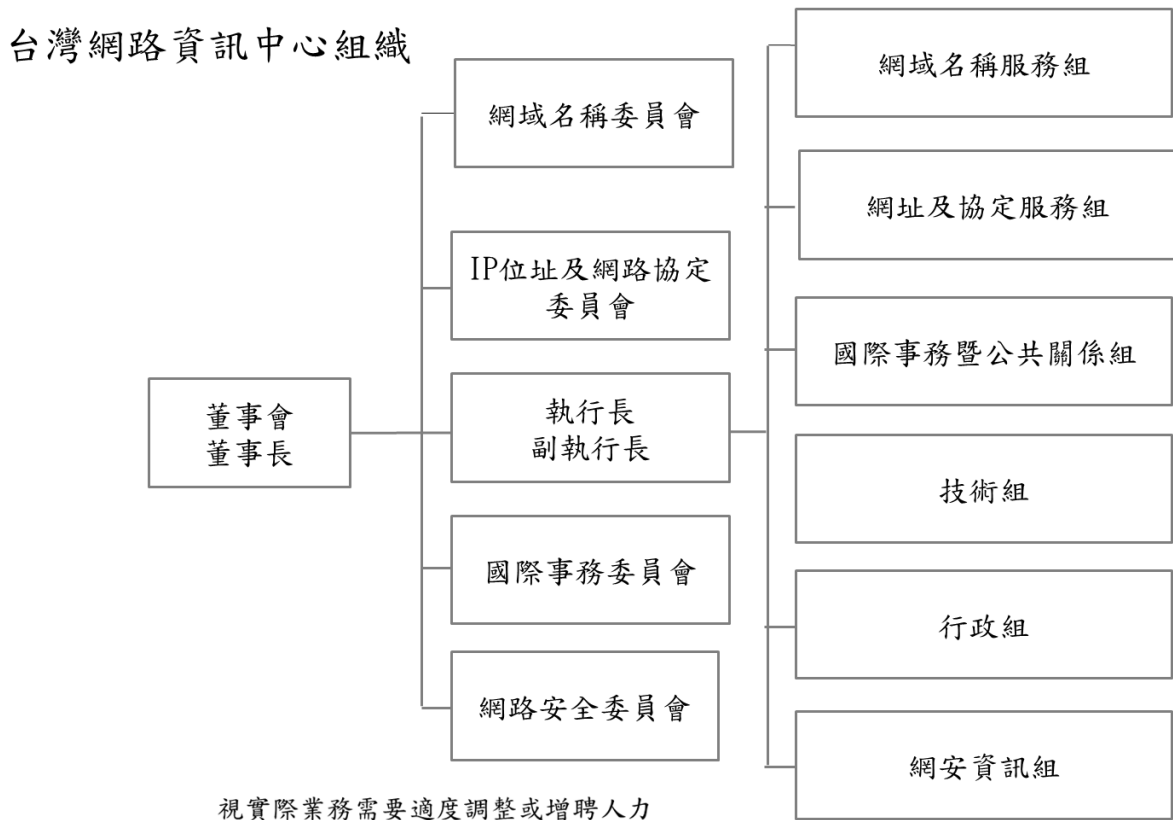 台灣網路資訊中心組織
董事會
董事長
網域名稱委員會
IP位址及網路協定
委員會
執行長
副執行長
國際事務委員會
網路安全委員會
網域名稱服務組
網址及協定服務組
國際事務暨公共關係組
技術組
行政組
網安資訊組
視實際業務需要適度調整或增聘人力